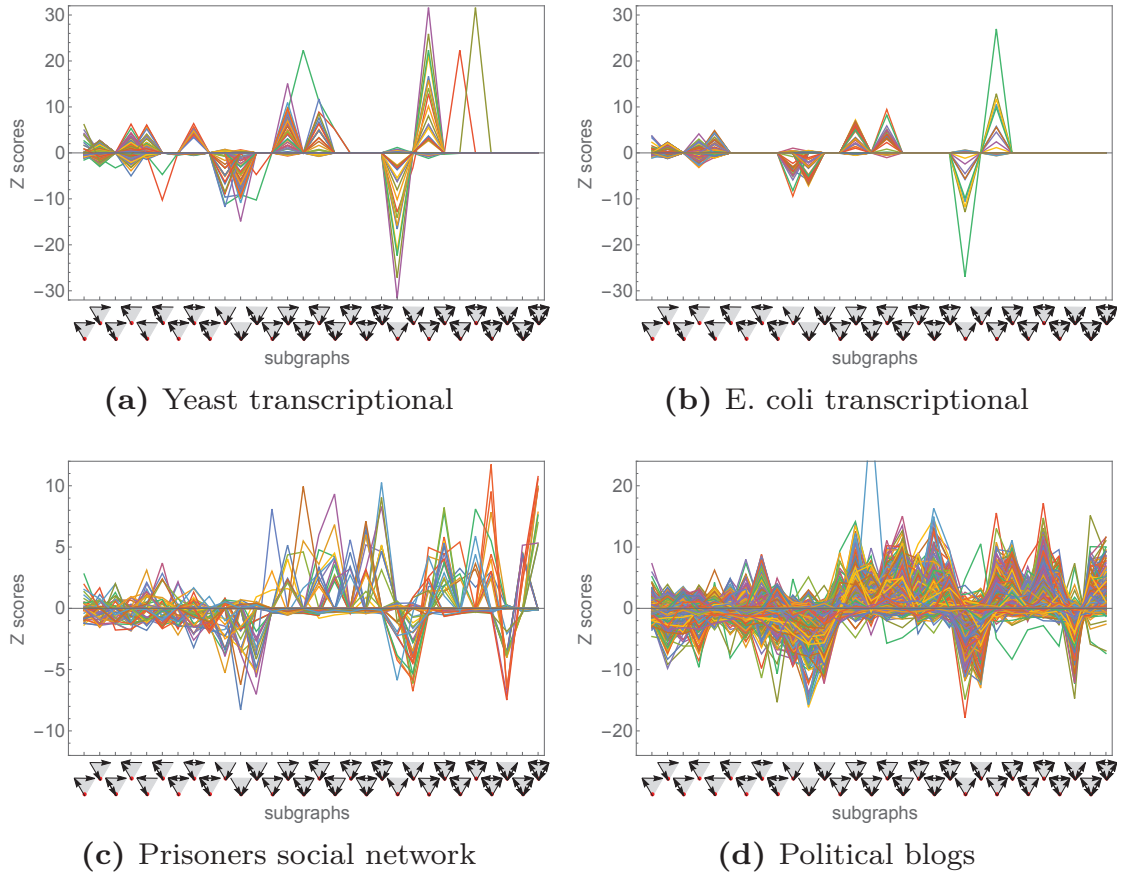 30
20
10
0
−10
−20
−30
Z scores
subgraphs
(a) Yeast transcriptional
30
20
10
0
−10
−20
−30
Z scores
subgraphs
(b) E. coli transcriptional
10
5
0
−5
−10
Z scores
subgraphs
(c) Prisoners social network
20
10
0
−10
−20
Z scores
subgraphs
(d) Political blogs